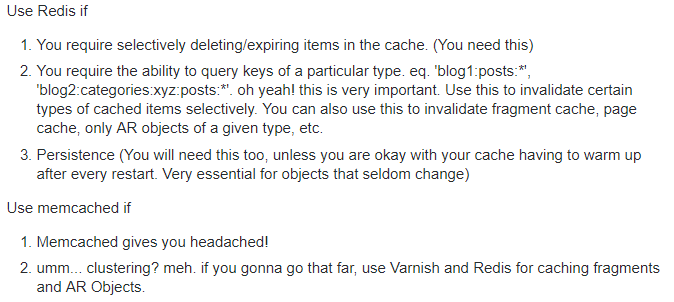 Use Redis if
1. You require selectively deleting/expiring items in the cache. (You need this)
2. You require the ability to query keys of a particular type. eq. 'blog1:posts:*',
'blog2:categories:xyz:posts:*'. oh yeah! this is very important. Use this to invalidate certain
types of cached items selectively. You can also use this to invalidate fragment cache, page
cache, only AR objects of a given type, etc.
3. Persistence (You will need this too, unless you are okay with your cache having to warm up
after every restart. Very essential for objects that seldom change)
Use memcached if
1. Memcached gives you headached!
2. umm... clustering? meh. if you gonna go that far, use Varnish and Redis for caching fragments
and AR Objects.